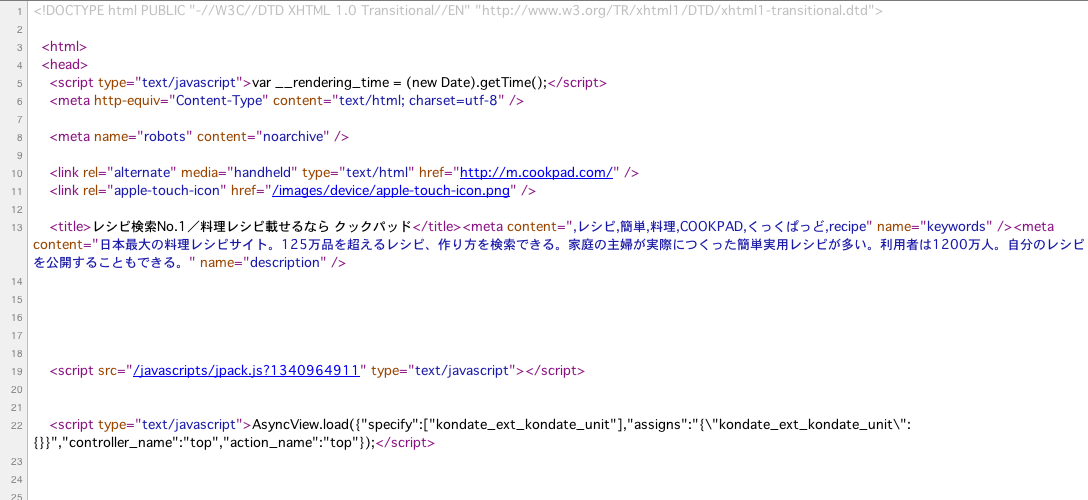 1 <!DOCTYPE html PUBLIC "-//W3C//DTD XHTML 1.0 Transitional//EN" "http://www.w3.org/TR/xhtml1/DTD/xhtml1-transitional.dtd">
2
3 <html>
4 <head>
5 <script type="text/javascript">var __rendering_time = (new Date).getTime();</script>
6 <meta http-equiv="Content-Type" content="text/html; charset=utf-8" />
7
8 <meta name="robots" content="noarchive" />
9
10 <link rel="alternate" media="handheld" type="text/html" href="http://m.cookpad.com/" />
11 <link rel="apple-touch-icon" href="/images/device/apple-touch-icon.png" />
12
13 <title>レシピ検索No.1／料理レシピ載せるなら クックパッド</title><meta content=",レシピ,簡単,料理,COOKPAD,くっくぱっど,recipe" name="keywords" /><meta
content="日本最大の料理レシピサイト。125万品を超えるレシピ、作り方を検索できる。家庭の主婦が実際につくった簡単実用レシピが多い。利用者は1200万人。自分のレシピ
を公開することもできる。" name="description" />
14
15
16
17
18
19 <script src="/javascripts/jpack.js?1340964911" type="text/javascript"></script>
20
21
22 <script type="text/javascript">AsyncView.load({"specify":["kondate_ext_kondate_unit"],"assigns":"{\"kondate_ext_kondate_unit\":
{}}","controller_name":"top","action_name":"top"});</script>
23
24
25